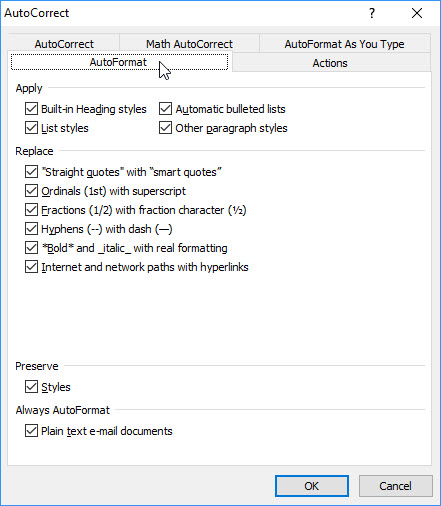 AutoCorrect ?
AutoCorrect Math AutoCorrect AutoFormat As You Type
AutoFormat Actions
Apply
Built-in Heading styles Automatic bulleted lists
List styles Other paragraph styles
Replace
"Straight quotes" with “smart quotes”
Ordinals (1st) with superscript
Fractions (1/2) with fraction character (½)
Hyphens (--) with dash (—)
*Bold* and _italic_ with real formatting
Internet and network paths with hyperlinks
Preserve
Styles
Always AutoFormat
Plain text e-mail documents
OK Cancel